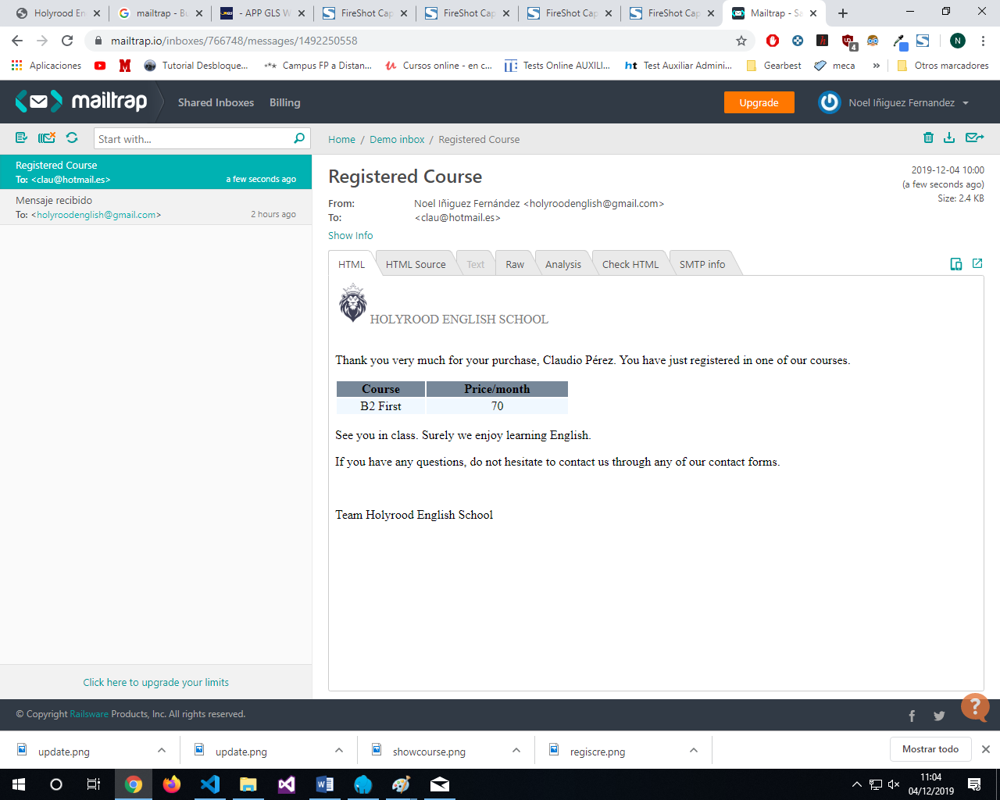 Holyrood En
mailtrap - Bu
- APP GLS W
FireShot Cap
FireShot Cap
FireShot Cap
FireShot Cap
Mailtrap - Sa
mailtrap.io/inboxes/766748/messages/1492250558
4
N
Aplicaciones
Tutorial Desbloque...
Campus FP a Distan...
Cursos online - en c...
Tests Online AUXILI...
ht Test Auxiliar Admini...
Gearbest
meca
»
Otros marcadores
mailtrap
Shared Inboxes
Billing
Upgrade
Noel Iñiguez Fernandez
Start with...
Home / Demo inbox / Registered Course
Registered Course
To: <clau@hotmail.es>
a few seconds ago
Mensaje recibido
To: <holyroodenglish@gmail.com>
2 hours ago
Registered Course
2019-12-04 10:00
(a few seconds ago)
Size: 2.4 KB
From: Noel Iñiguez Fernández <holyroodenglish@gmail.com>
To: <clau@hotmail.es>
Show Info
HTML
HTML Source
Text
Raw
Analysis
Check HTML
SMTP info
HOLYROOD ENGLISH SCHOOL
Thank you very much for your purchase, Claudio Pérez. You have just registered in one of our courses.
Course Price/month
B2 First 70
See you in class. Surely we enjoy learning English.
If you have any questions, do not hesitate to contact us through any of our contact forms.
Team Holyrood English School
Click here to upgrade your limits
© Copyright Railsware Products, Inc. All rights reserved.
?
update.png
update.png
showcourse.png
regiscre.png
Mostrar todo
11:04
04/12/2019